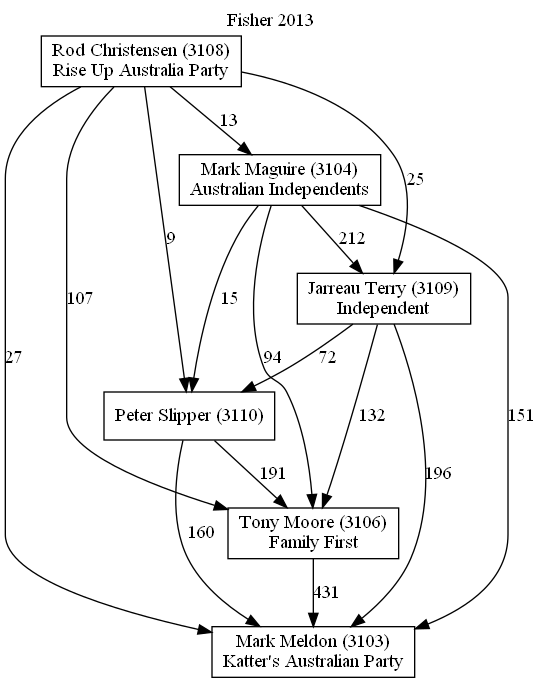 Fisher 2013
Rod Christensen (3108)
Rise Up Australia Party
13
Mark Maguire (3104)
Australian Independents
25
9
212
Jarreau Terry (3109)
Independent
107
15
27
94
72
Peter Slipper (3110)
132
151
191
196
160
Tony Moore (3106)
Family First
431
Mark Meldon (3103)
Katter's Australian Party